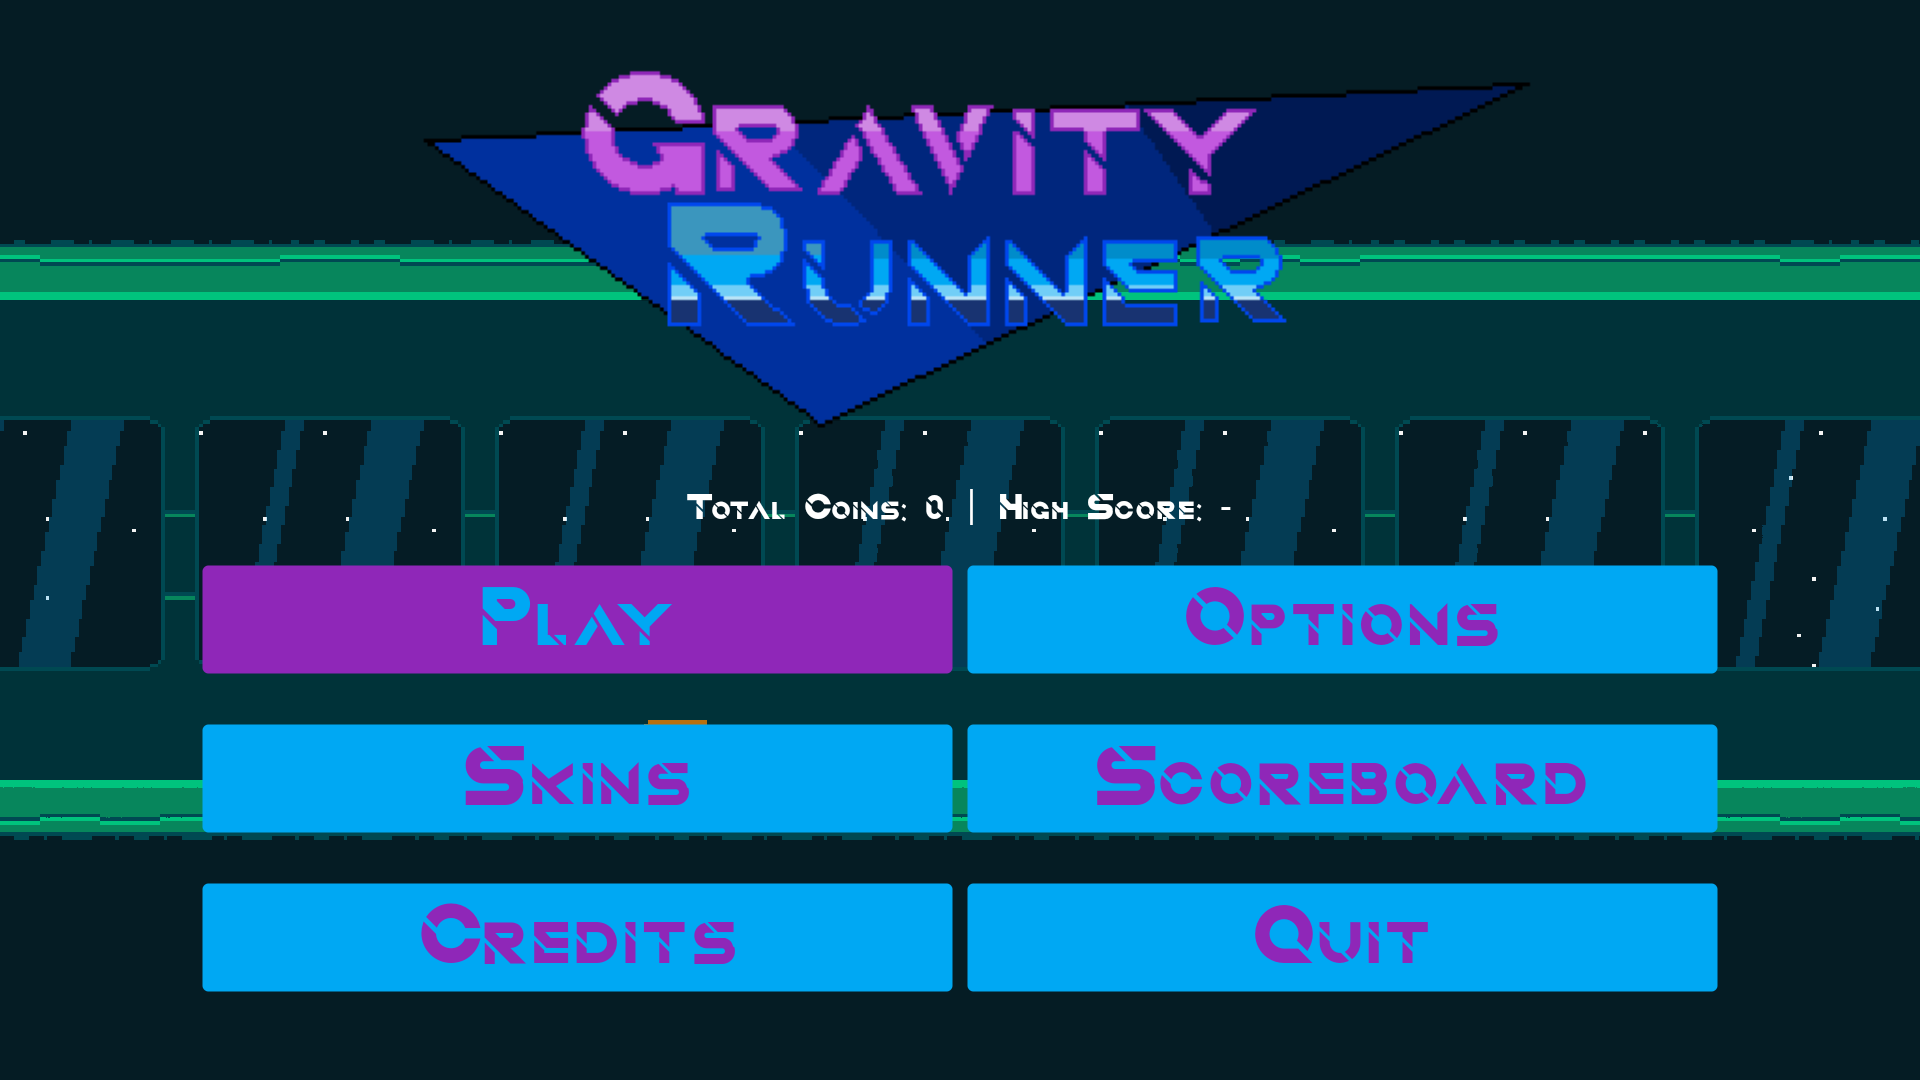 Gravity
Runner
Total Coins: 0 | High Score: -
Play
Options
Skins
Scoreboard
Credits
Quit